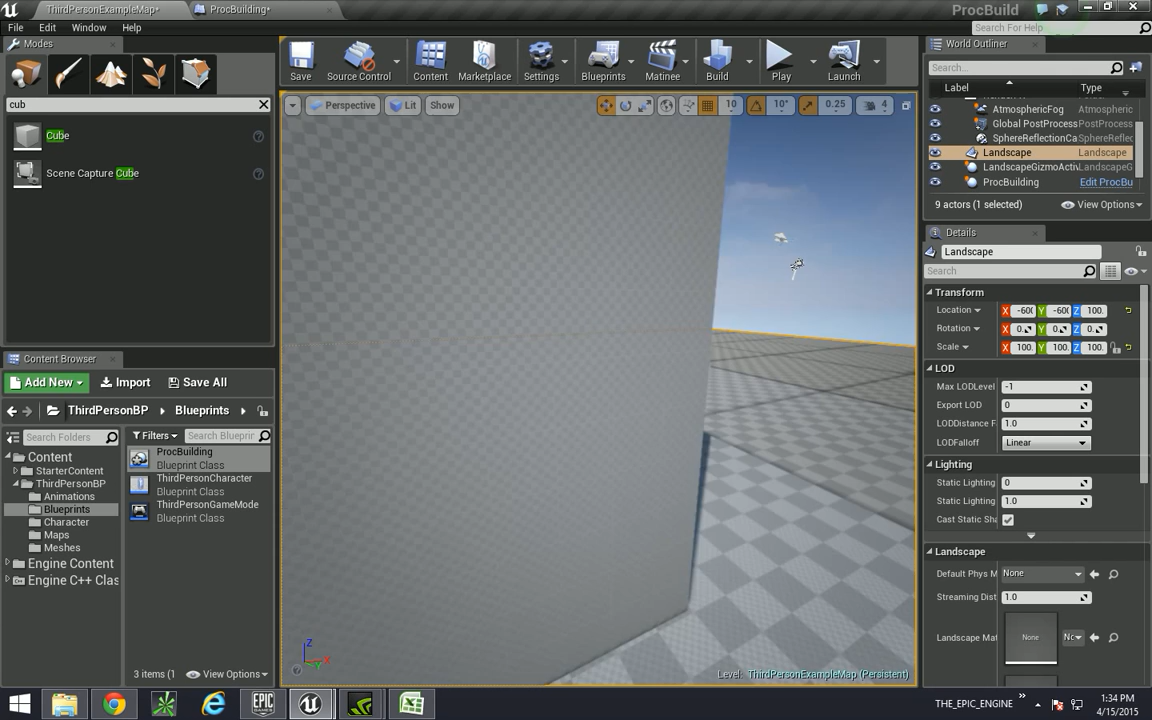 ThirdPersonExampleMap*
ProcBuilding*
ProcBuild
File Edit Window Help
Search For Help
Modes
cub
Cube
Scene Capture Cube
Save
Source Control
Content
Marketplace
Settings
Blueprints
Matinee
Build
Play
Launch
Perspective
Lit
Show
10
10°
0.25
4
Level: ThirdPersonExampleMap (Persistent)
Z
X
Y
Content Browser
Add New
Import
Save All
ThirdPersonBP
Blueprints
Search Folders
Filters
Search Blueprir
Content
StarterContent
ThirdPersonBP
Animations
Blueprints
Character
Maps
Meshes
Engine Content
Engine C++ Clas
ProcBuilding
Blueprint Class
ThirdPersonCharacter
Blueprint Class
ThirdPersonGameMode
Blueprint Class
3 items (1
View Options
World Outliner
Search...
Label Type
AtmosphericFog Atmospheric
Global PostProcess PostProcess
SphereReflectionCa SphereReflec
Landscape Landscape
LandscapeGizmoActiv LandscapeG
ProcBuilding Edit ProcBu
9 actors (1 selected)
View Options
Details
Landscape
Search
Transform
Location X -600 Y -600 Z 100.
Rotation X 0. Y 0. Z 0.
Scale X 100. Y 100. Z 100.
LOD
Max LODLevel -1
Export LOD 0
LODDistance F 1.0
LODFalloff Linear
Lighting
Static Lighting 0
Static Lighting 1.0
Cast Static Sha
Landscape
Default Phys M None
Streaming Dist 1.0
Landscape Mat None Nc
EPIC
GAMES
THE_EPIC_ENGINE
1:34 PM
4/15/2015